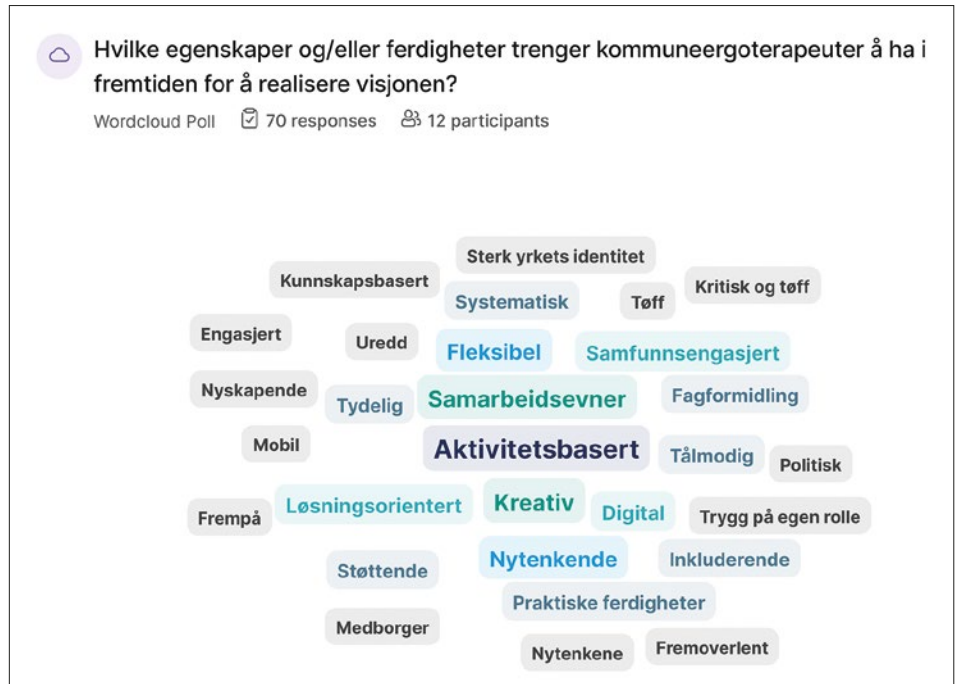 Hvilke egenskaper og/eller ferdigheter trenger kommuneergoterapeuter å ha i
fremtiden for å realisere visjonen?
Wordcloud Poll 70 responses 12 participants
Sterk yrkets identitet
Kunnskapsbasert
Kritisk og tøff
Systematisk
Tøff
Engasjert
Uredd
Fleksibel
Samfunnsengasjert
Nyskapende
Tydelig
Samarbeidsevner
Fagformidling
Mobil
Aktivitetsbasert
Tålmodig
Politisk
Frempå
Løsningsorientert
Kreativ
Digital
Trygg på egen rolle
Støttende
Nytenkende
Inkluderende
Praktiske ferdigheter
Medborger
Nytenkene
Fremoverlent